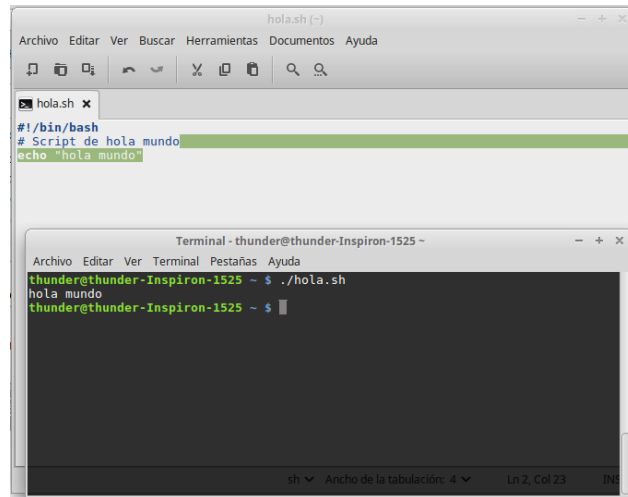 hola.sh (~)
Archivo Editar Ver Buscar Herramientas Documentos Ayuda
hola.sh
#!/bin/bash
# Script de hola mundo
echo "hola mundo"
Terminal - thunder@thunder-Inspiron-1525 ~
Archivo Editar Ver Terminal Pestañas Ayuda
thunder@thunder-Inspiron-1525 ~ $ ./hola.sh
hola mundo
thunder@thunder-Inspiron-1525 ~ $
sh Ancho de la tabulación: 4 Ln 2, Col 23 INS